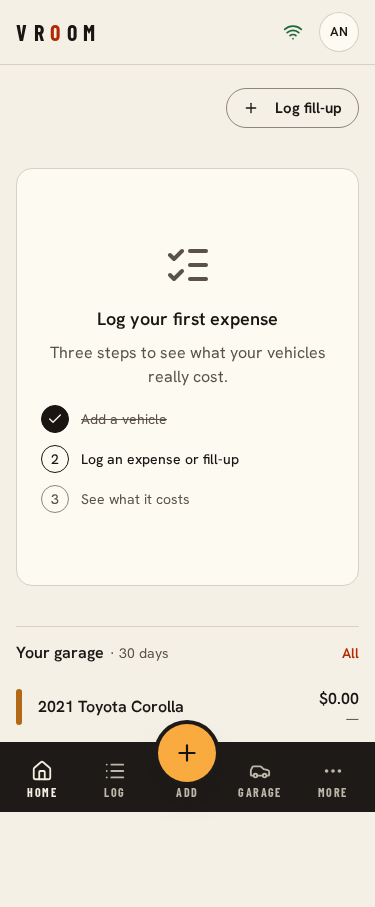 VROOM
AN
Log fill-up
Log your first expense
Three steps to see what your vehicles
really cost.
Add a vehicle
2 Log an expense or fill-up
3 See what it costs
Your garage · 30 days All
2021 Toyota Corolla $0.00
—
HOME LOG ADD GARAGE MORE